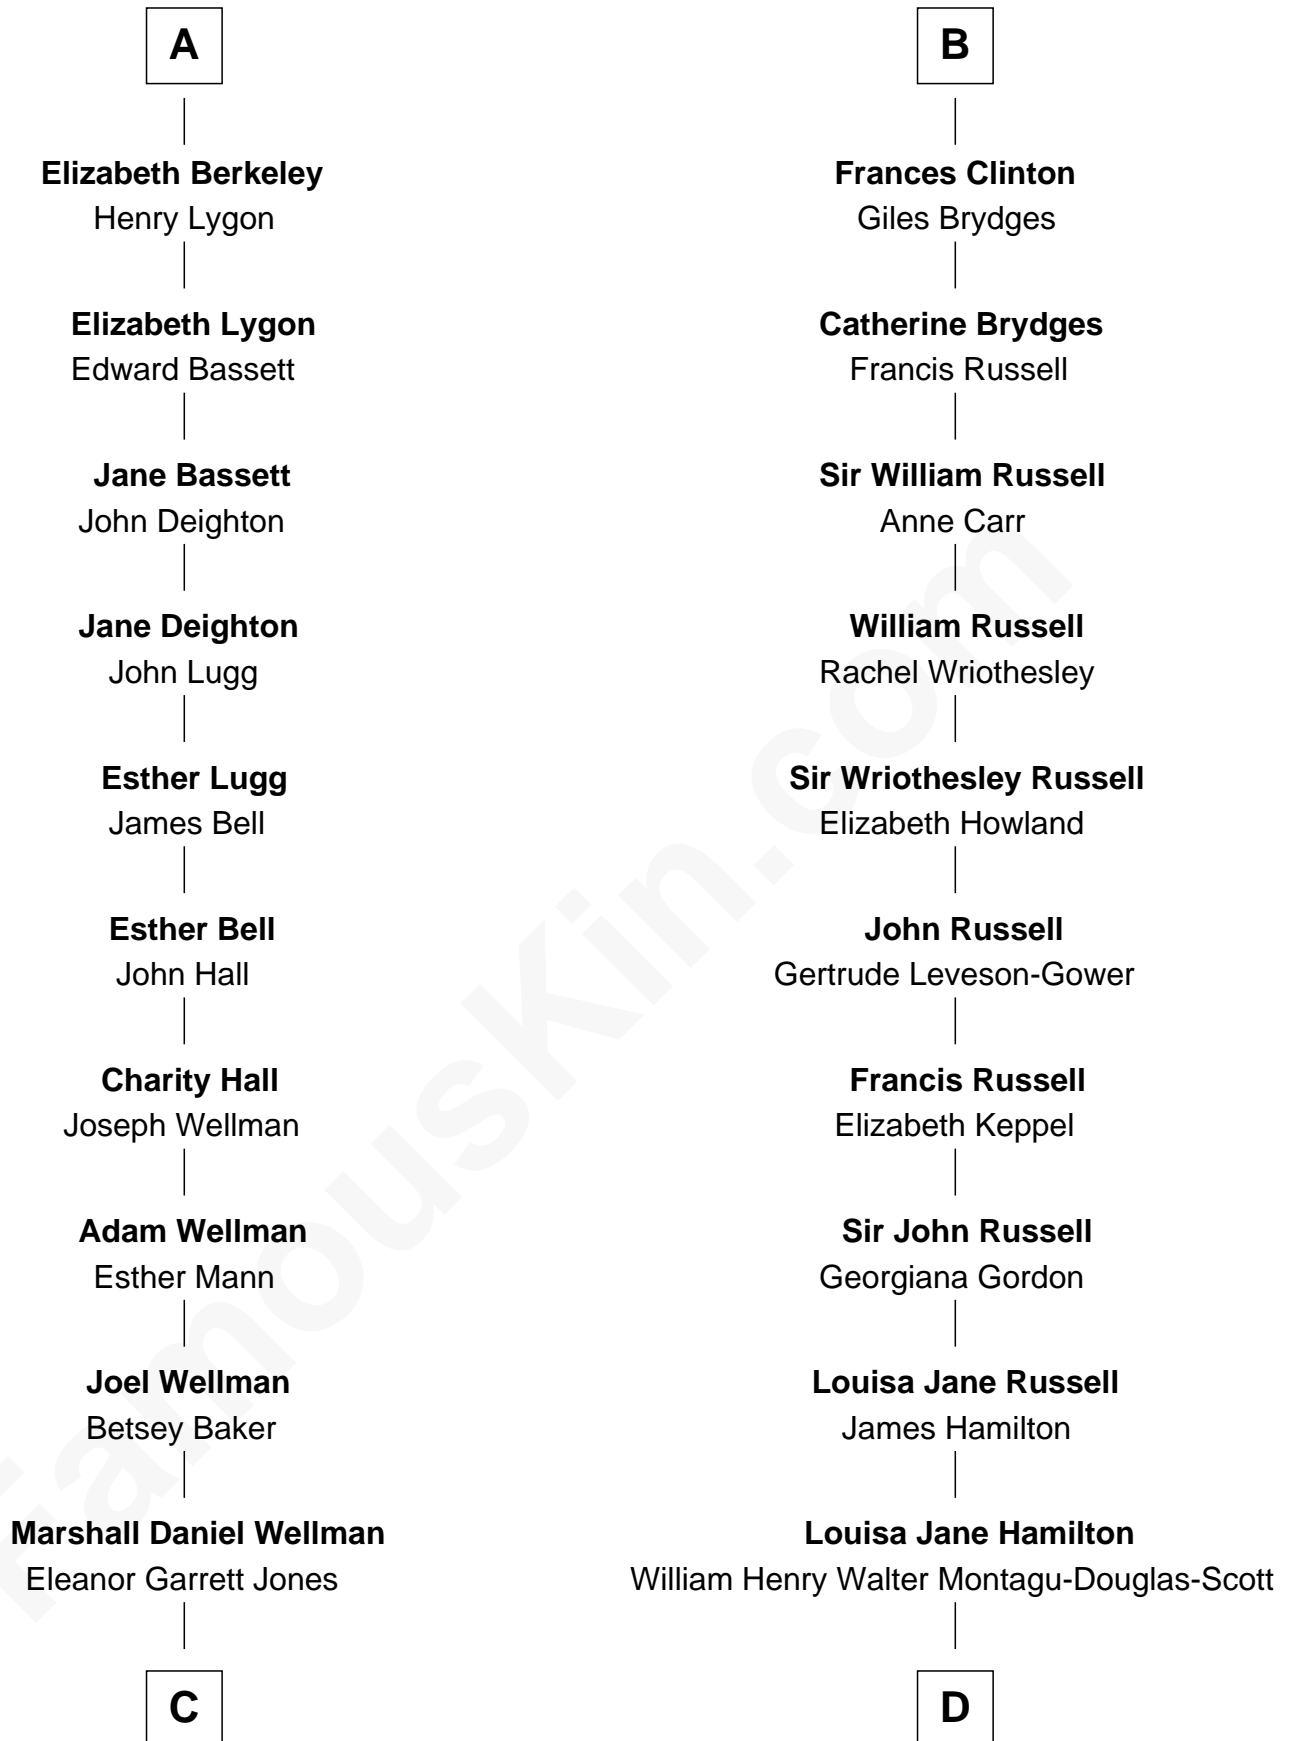 A
Elizabeth Berkeley
Henry Lygon
Elizabeth Lygon
Edward Bassett
Jane Bassett
John Deighton
Jane Deighton
John Lugg
Esther Lugg
James Bell
Esther Bell
John Hall
Charity Hall
Joseph Wellman
Adam Wellman
Esther Mann
Joel Wellman
Betsey Baker
Marshall Daniel Wellman
Eleanor Garrett Jones
C
B
Frances Clinton
Giles Brydges
Catherine Brydges
Francis Russell
Sir William Russell
Anne Carr
William Russell
Rachel Wriothesley
Sir Wriothesley Russell
Elizabeth Howland
John Russell
Gertrude Leveson-Gower
Francis Russell
Elizabeth Keppel
Sir John Russell
Georgiana Gordon
Louisa Jane Russell
James Hamilton
Louisa Jane Hamilton
William Henry Walter Montagu-Douglas-Scott
D
FamousKin.com